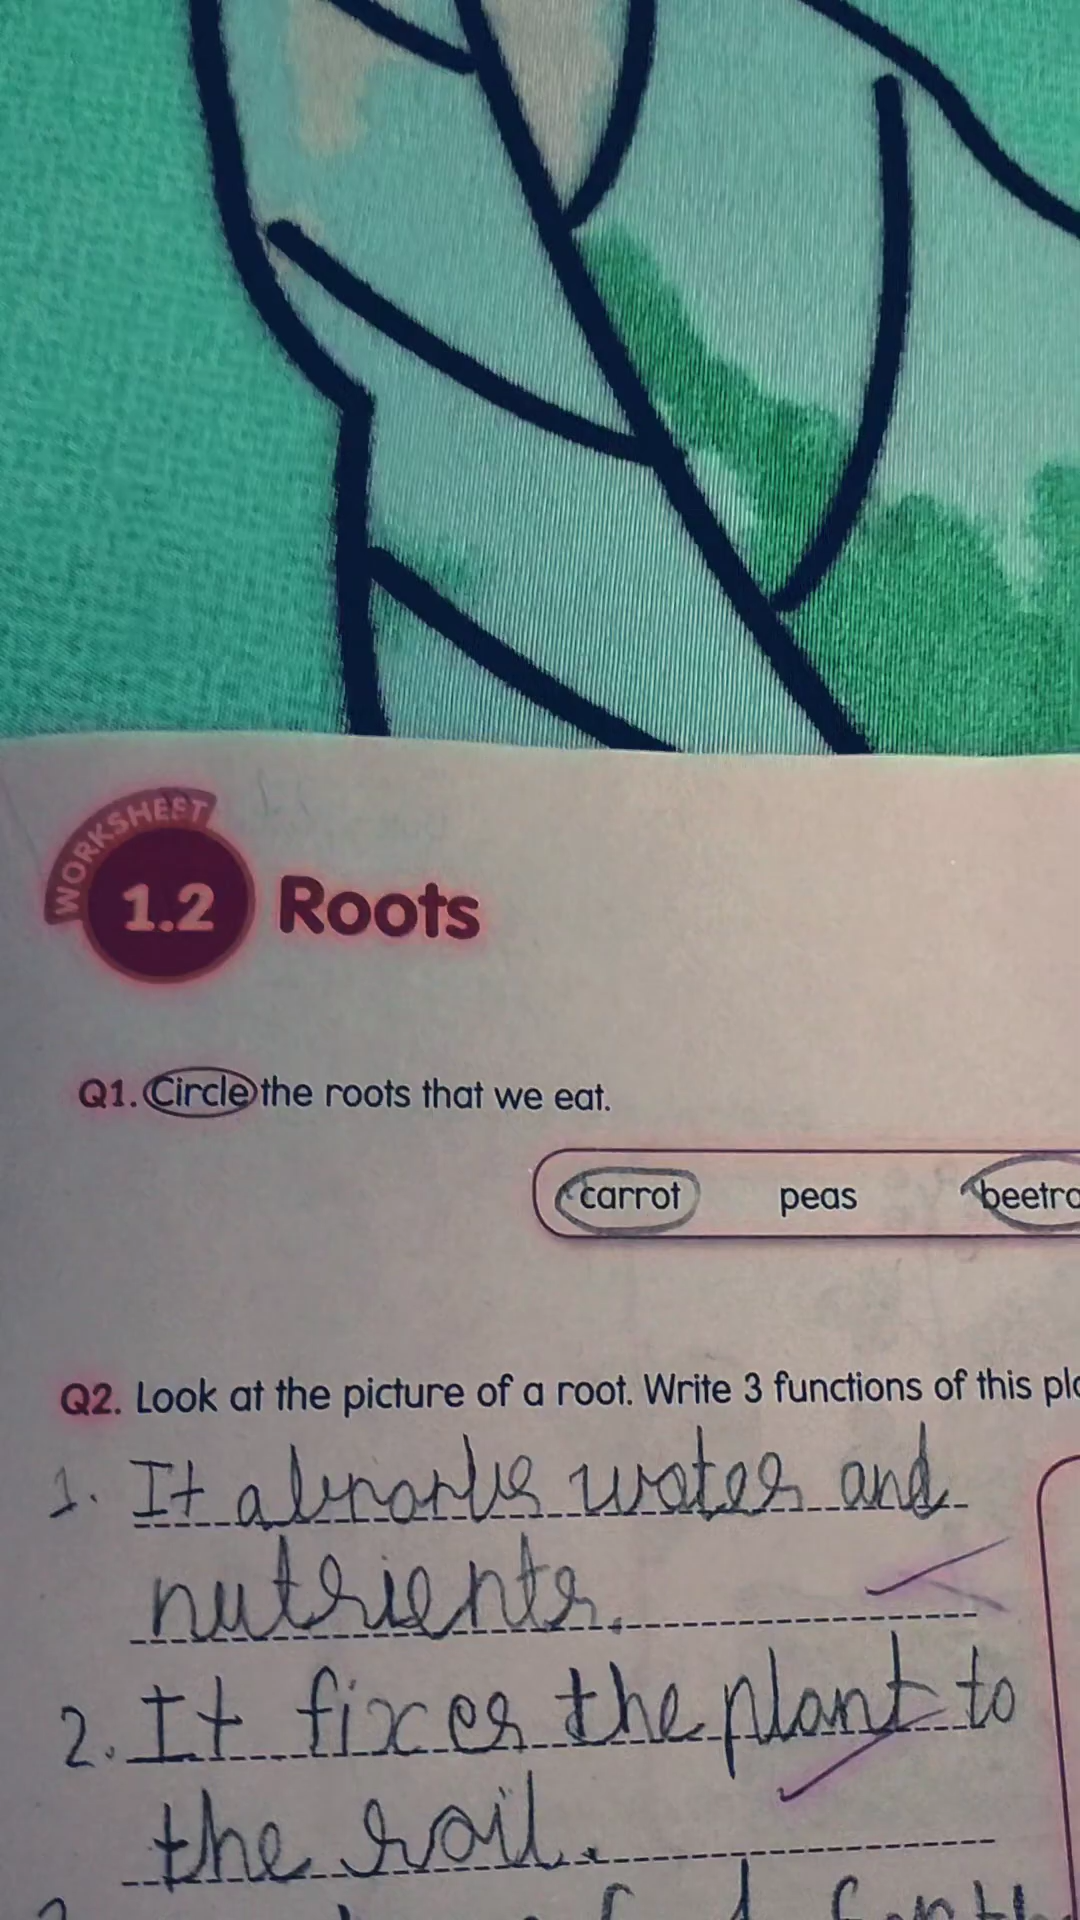 WORKSHEET
1.2 Roots
Q1. Circle the roots that we eat.
carrot peas beetro
Q2. Look at the picture of a root. Write 3 functions of this pla
1. It absorbs water and
nutrients.
2. It fixes the plant to
the soil.